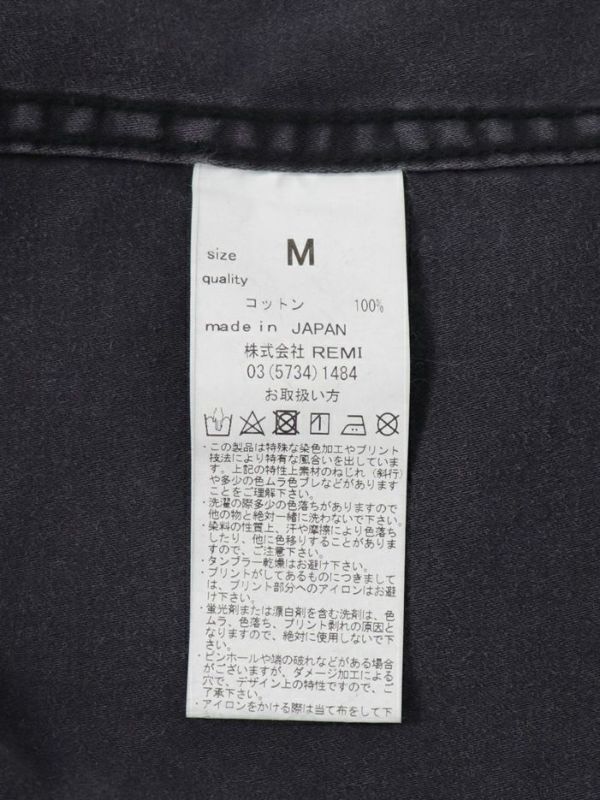 size M
quality
コットン 100%
made in JAPAN
株式会社 REMI
03(5734)1484
お取扱い方
・この製品は特殊な染色加工やプリント
技法により特有な風合いを出していま
す。上記の特性上素材のねじれ（斜行）
や多少の色ムラ色ブレなどがあります
ことをご理解下さい。
・洗濯の際多少の色落ちがありますので
他の物と絶対一緒に洗わないで下さい。
・染料の性質上、汗や摩擦により色落ち
したり、他に色移りすることがありま
すので、ご注意下さい。
・タンブラー乾燥はお避け下さい。
・プリントがしてあるものにつきまして
は、プリント部分へのアイロンはお避
け下さい。
・蛍光剤または漂白剤を含む洗剤は、色
ムラ、色落ち、プリント剥れの原因と
なりますので、絶対に使用しないで下
さい。
・ピンホールや端の破れなどがある場合
がございますが、ダメージ加工による
穴で、デザイン上の特性ですので、ご
了承下さい。
・アイロンをかける際は当て布をして下